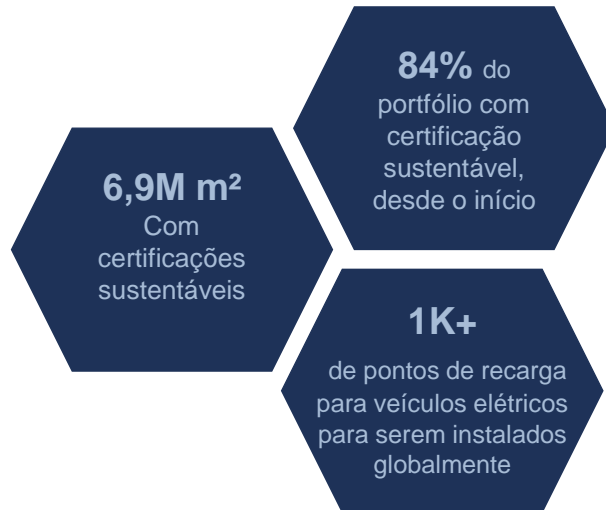 84% do
portfólio com
certificação
sustentável,
desde o início
6,9M m²
Com
certificações
sustentáveis
1K+
de pontos de recarga
para veículos elétricos
para serem instalados
globalmente